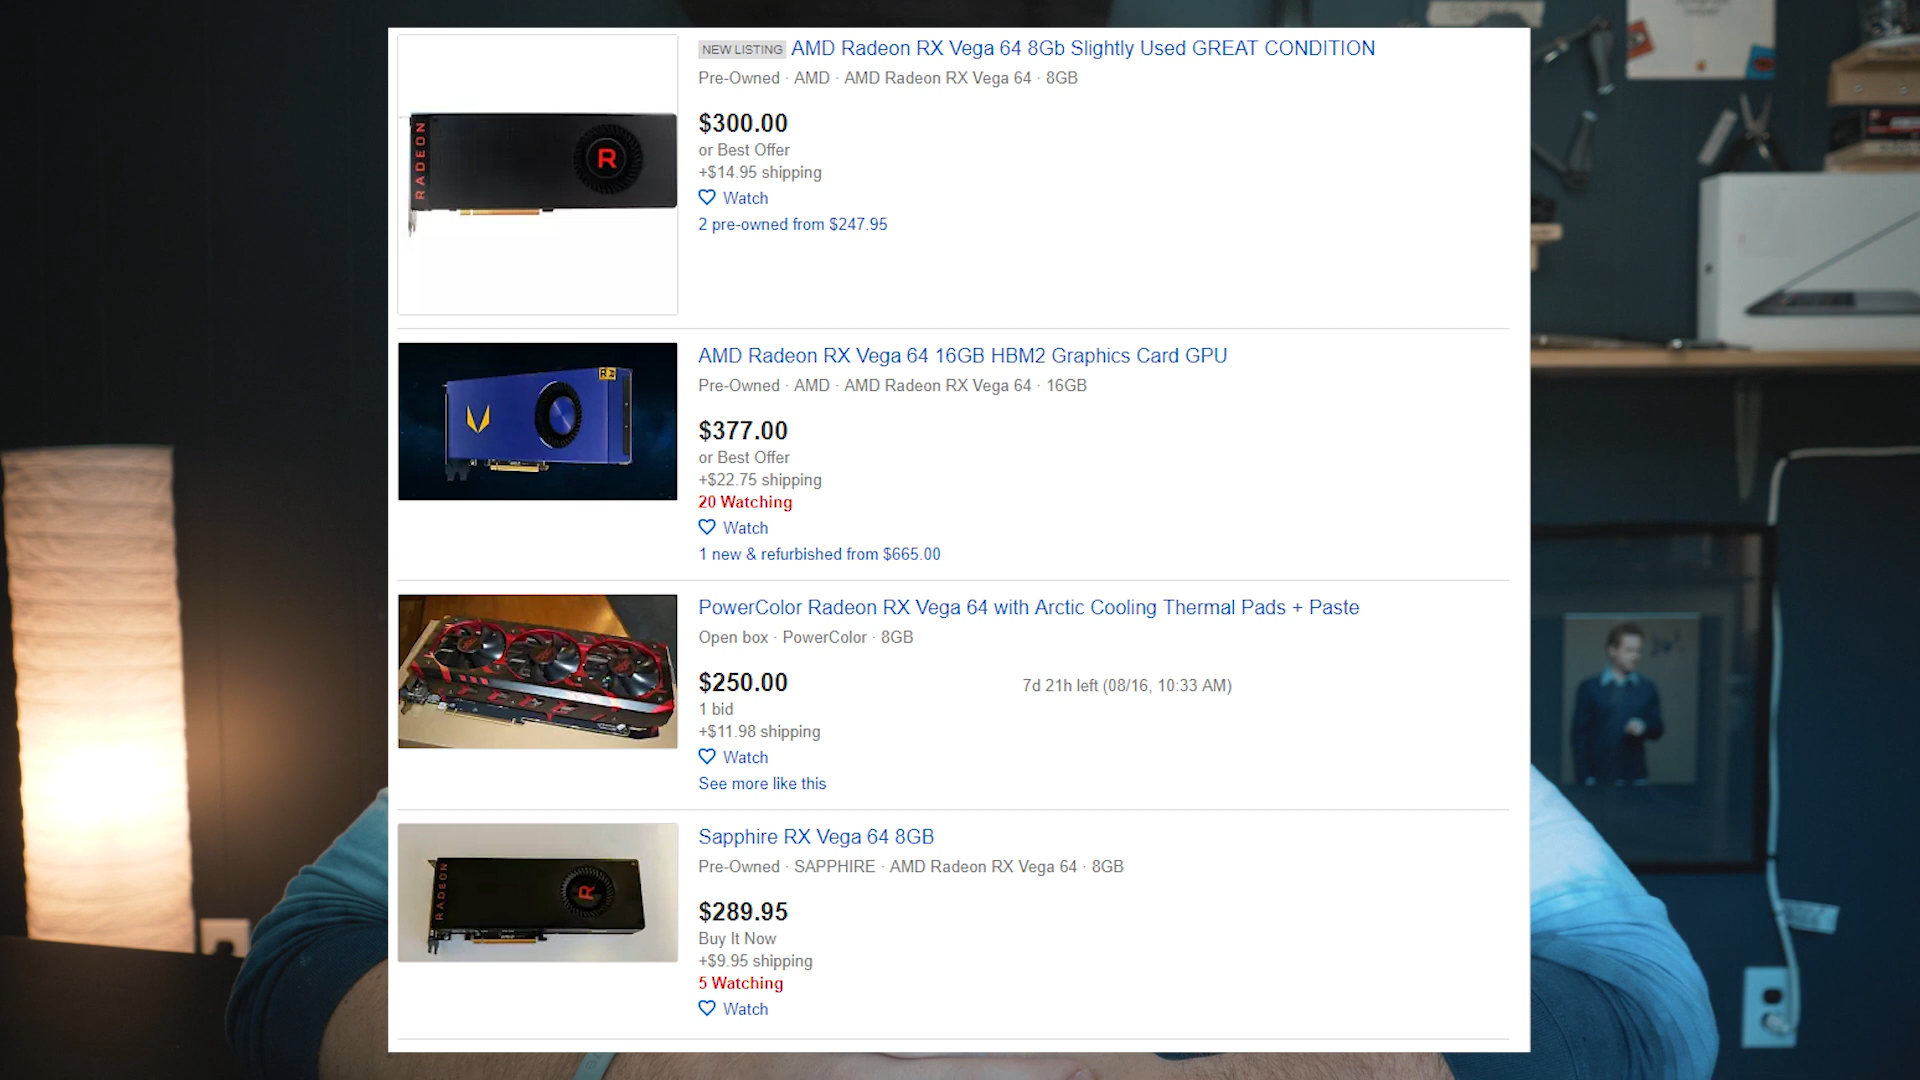 NEW LISTING AMD Radeon RX Vega 64 8Gb Slightly Used GREAT CONDITION
Pre-Owned · AMD · AMD Radeon RX Vega 64 · 8GB
$300.00
or Best Offer
+$14.95 shipping
Watch
2 pre-owned from $247.95
RADEON
R
AMD Radeon RX Vega 64 16GB HBM2 Graphics Card GPU
Pre-Owned · AMD · AMD Radeon RX Vega 64 · 16GB
$377.00
or Best Offer
+$22.75 shipping
20 Watching
Watch
1 new & refurbished from $665.00
PowerColor Radeon RX Vega 64 with Arctic Cooling Thermal Pads + Paste
Open box · PowerColor · 8GB
$250.00
7d 21h left (08/16, 10:33 AM)
1 bid
+$11.98 shipping
Watch
See more like this
Sapphire RX Vega 64 8GB
Pre-Owned · SAPPHIRE · AMD Radeon RX Vega 64 · 8GB
$289.95
Buy It Now
+$9.95 shipping
5 Watching
Watch
RADEON
R